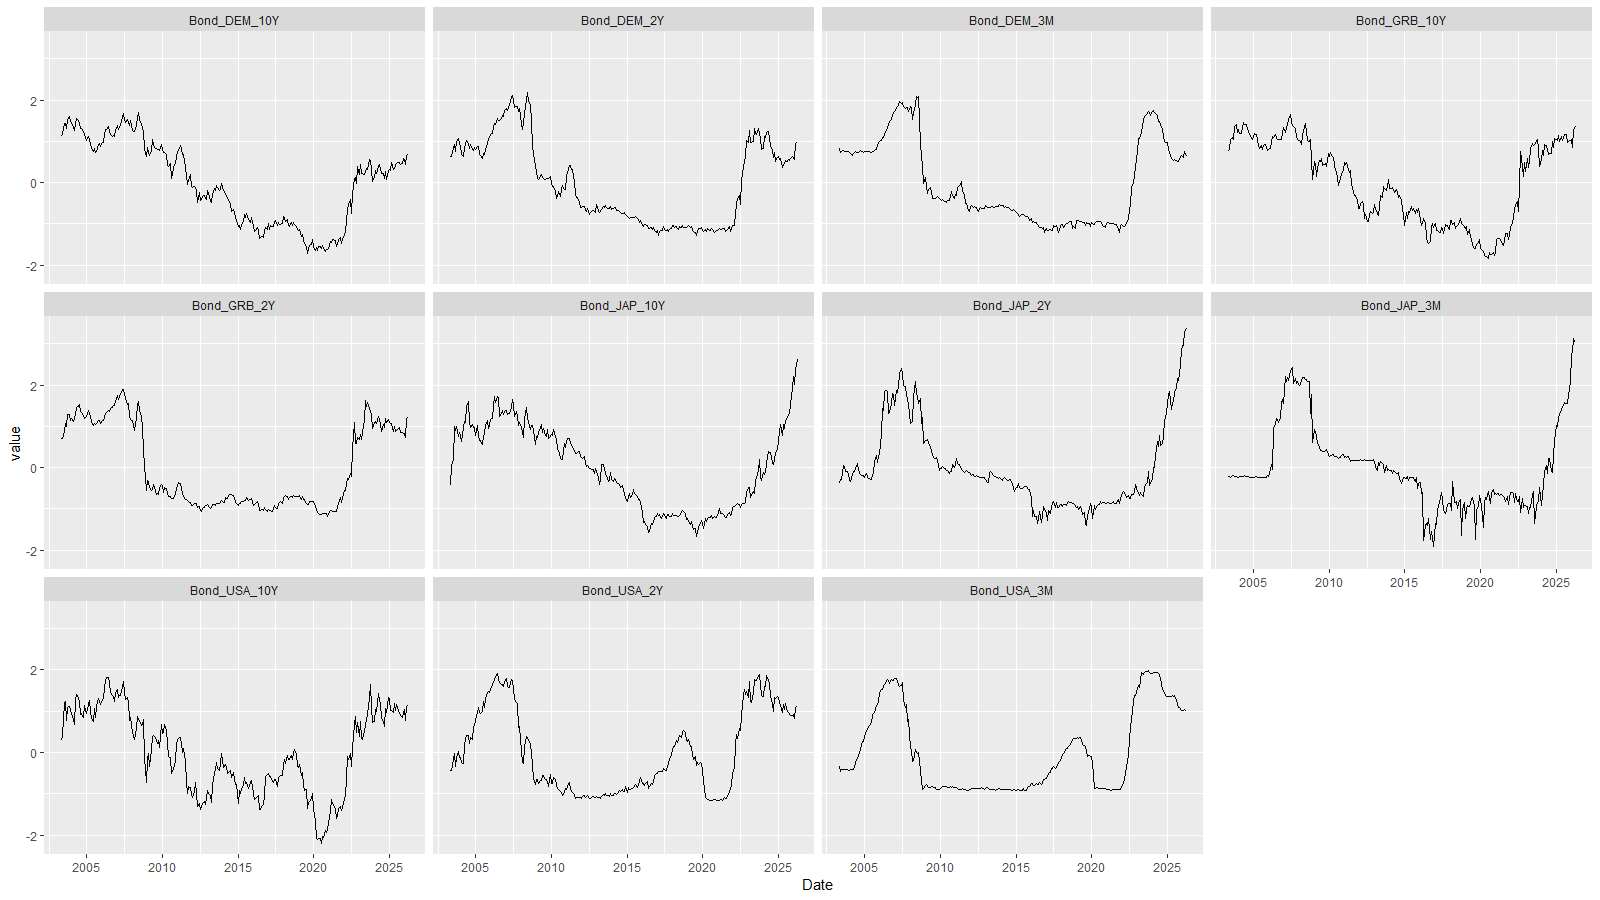 Bond_DEM_10Y Bond_DEM_2Y Bond_DEM_3M Bond_GRB_10Y
2
0
-2
Bond_GRB_2Y Bond_JAP_10Y Bond_JAP_2Y Bond_JAP_3M
2
0
-2
value
2005 2010 2015 2020 2025
Bond_USA_10Y Bond_USA_2Y Bond_USA_3M
2
0
-2
2005 2010 2015 2020 2025 2005 2010 2015 2020 2025 2005 2010 2015 2020 2025
Date